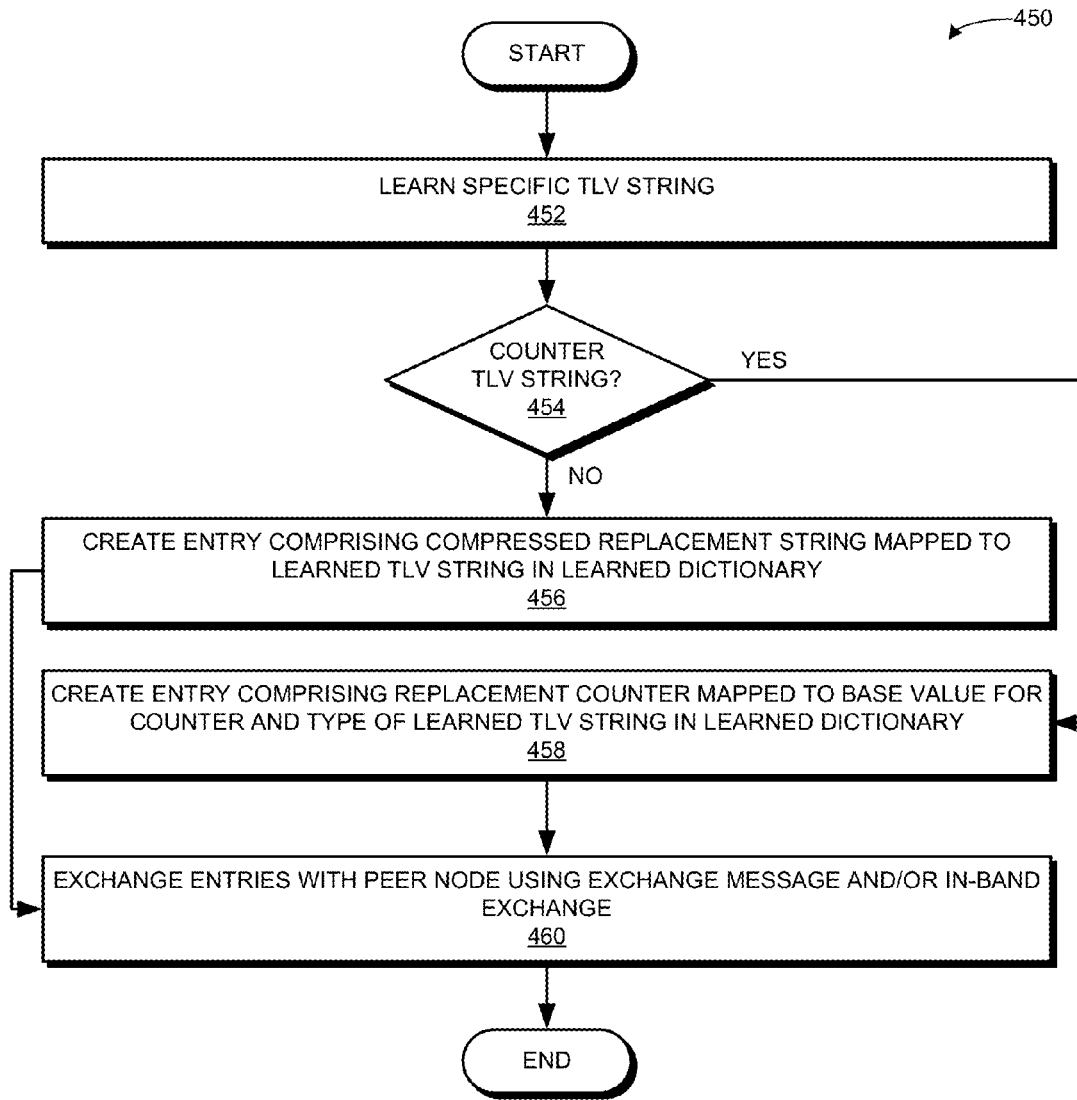 450
START
LEARN SPECIFIC TLV STRING
452
COUNTER
TLV STRING?
454
YES
NO
CREATE ENTRY COMPRISING COMPRESSED REPLACEMENT STRING MAPPED TO
LEARNED TLV STRING IN LEARNED DICTIONARY
456
CREATE ENTRY COMPRISING REPLACEMENT COUNTER MAPPED TO BASE VALUE FOR
COUNTER AND TYPE OF LEARNED TLV STRING IN LEARNED DICTIONARY
458
EXCHANGE ENTRIES WITH PEER NODE USING EXCHANGE MESSAGE AND/OR IN-BAND
EXCHANGE
460
END